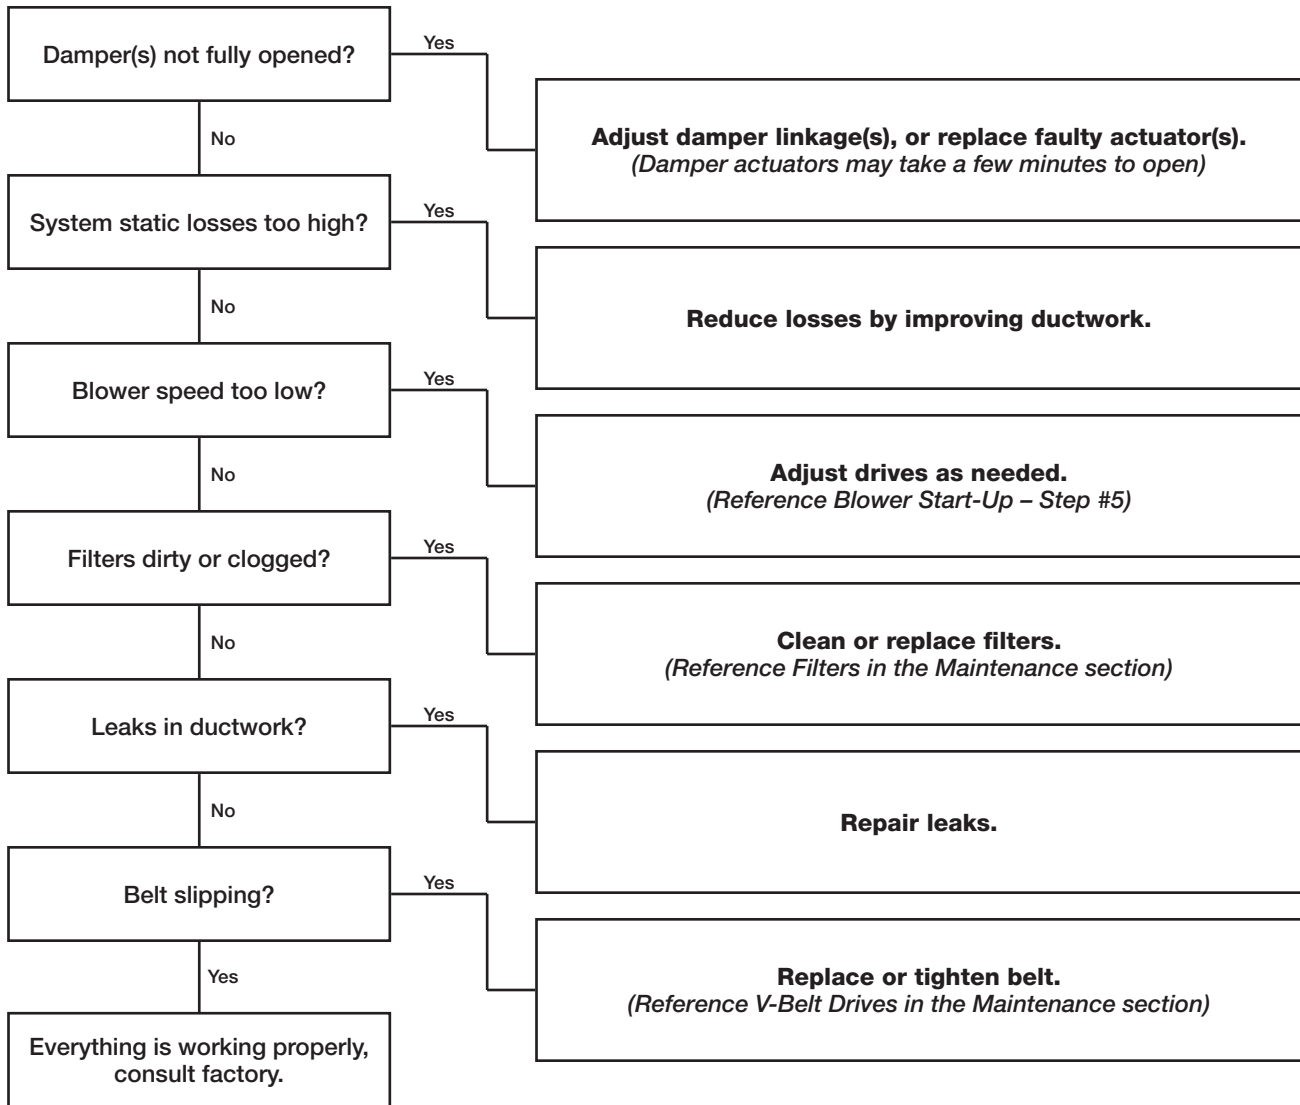 Damper(s) not fully opened?
Yes
Adjust damper linkage(s), or replace faulty actuator(s).
(Damper actuators may take a few minutes to open)
No
System static losses too high?
Yes
Reduce losses by improving ductwork.
No
Blower speed too low?
Yes
Adjust drives as needed.
(Reference Blower Start-Up – Step #5)
No
Filters dirty or clogged?
Yes
Clean or replace filters.
(Reference Filters in the Maintenance section)
No
Leaks in ductwork?
Yes
Repair leaks.
No
Belt slipping?
Yes
Replace or tighten belt.
(Reference V-Belt Drives in the Maintenance section)
Yes
Everything is working properly,
consult factory.